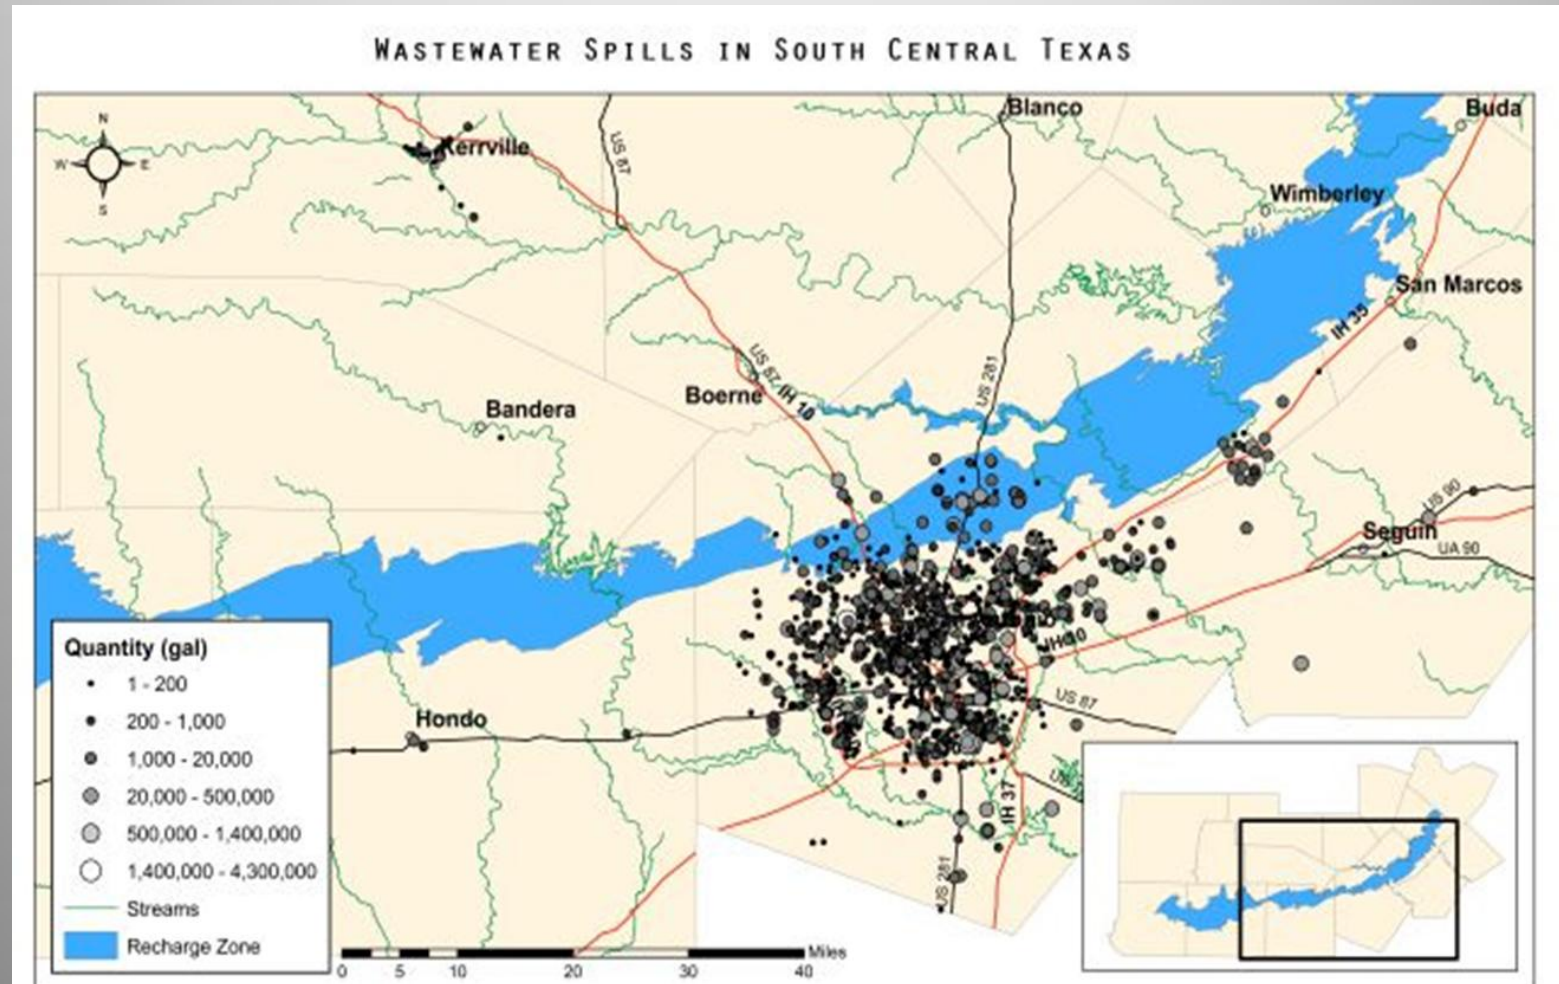 WASTEWATER SPILLS IN SOUTH CENTRAL TEXAS
Blanco
Buda
N
W E
S
Kerrville
US 87
Wimberley
San Marcos
IH 35
US 281
US 87, IH 10
Boerne
Bandera
US 90
Seguin
UA 90
IH 10
US 87
Hondo
IH 37
US 281
Quantity (gal)
1 - 200
200 - 1,000
1,000 - 20,000
20,000 - 500,000
500,000 - 1,400,000
1,400,000 - 4,300,000
Streams
Recharge Zone
Miles
0 5 10 20 30 40